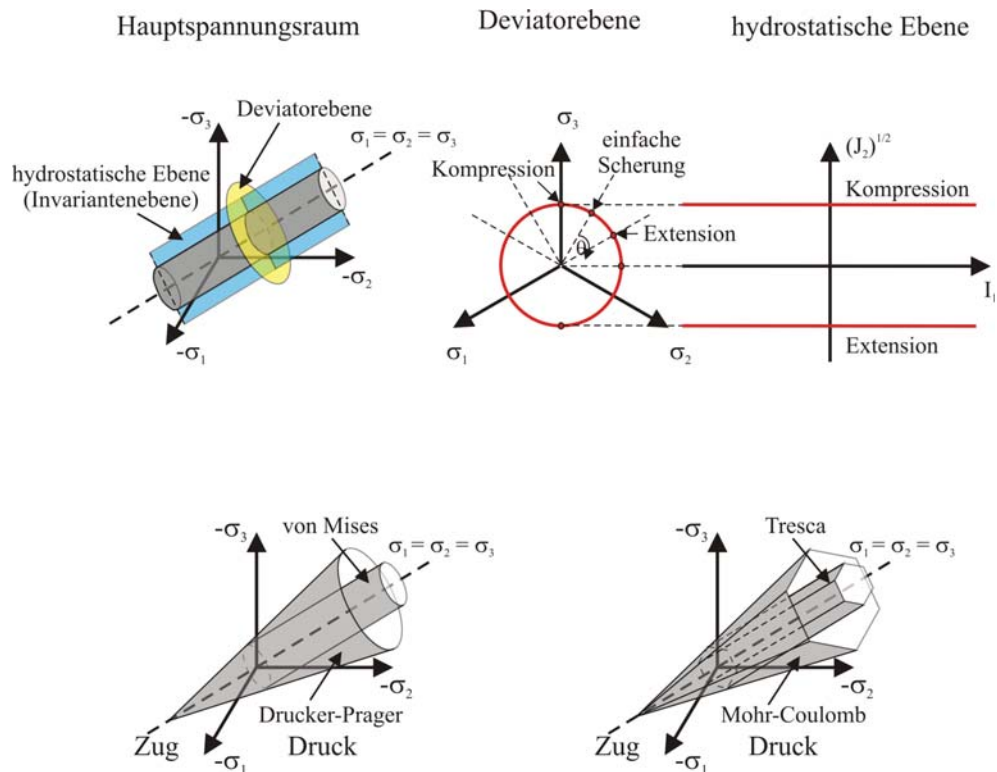 Hauptspannungsraum
Deviatorebene
hydrostatische Ebene
-σ₃
Deviatorebene
σ₁ = σ₂ = σ₃
hydrostatische Ebene
(Invariantenebene)
-σ₂
-σ₁
σ₃
einfache
Scherung
Kompression
Extension
θ
σ₁
σ₂
(J₂)^1/2
Kompression
I₁
Extension
-σ₃
von Mises
σ₁ = σ₂ = σ₃
-σ₂
Drucker-Prager
Zug
-σ₁
Druck
-σ₃
Tresca
σ₁ = σ₂ = σ₃
-σ₂
Mohr-Coulomb
Zug
-σ₁
Druck